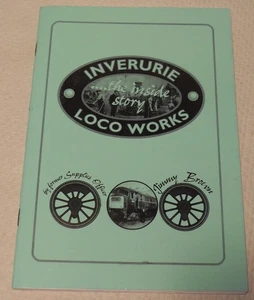 INVERURIE
....the inside
story
LOCO WORKS
by former Supplies Officer
Jimmy Brown